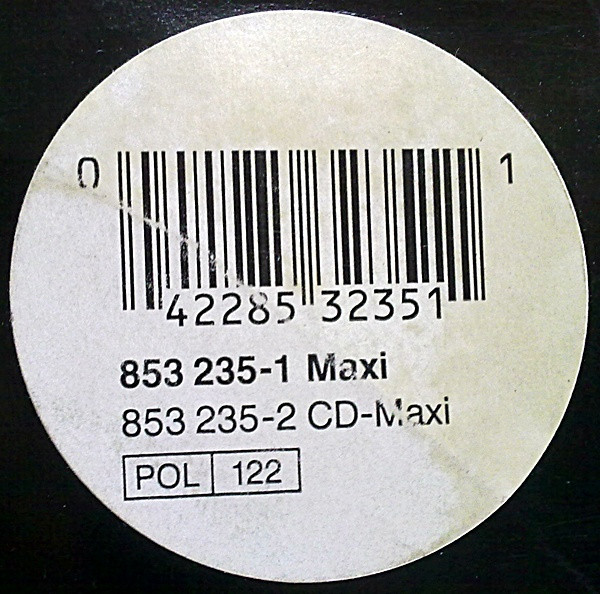 0 42285 32351 1
853 235-1 Maxi
853 235-2 CD-Maxi
POL 122